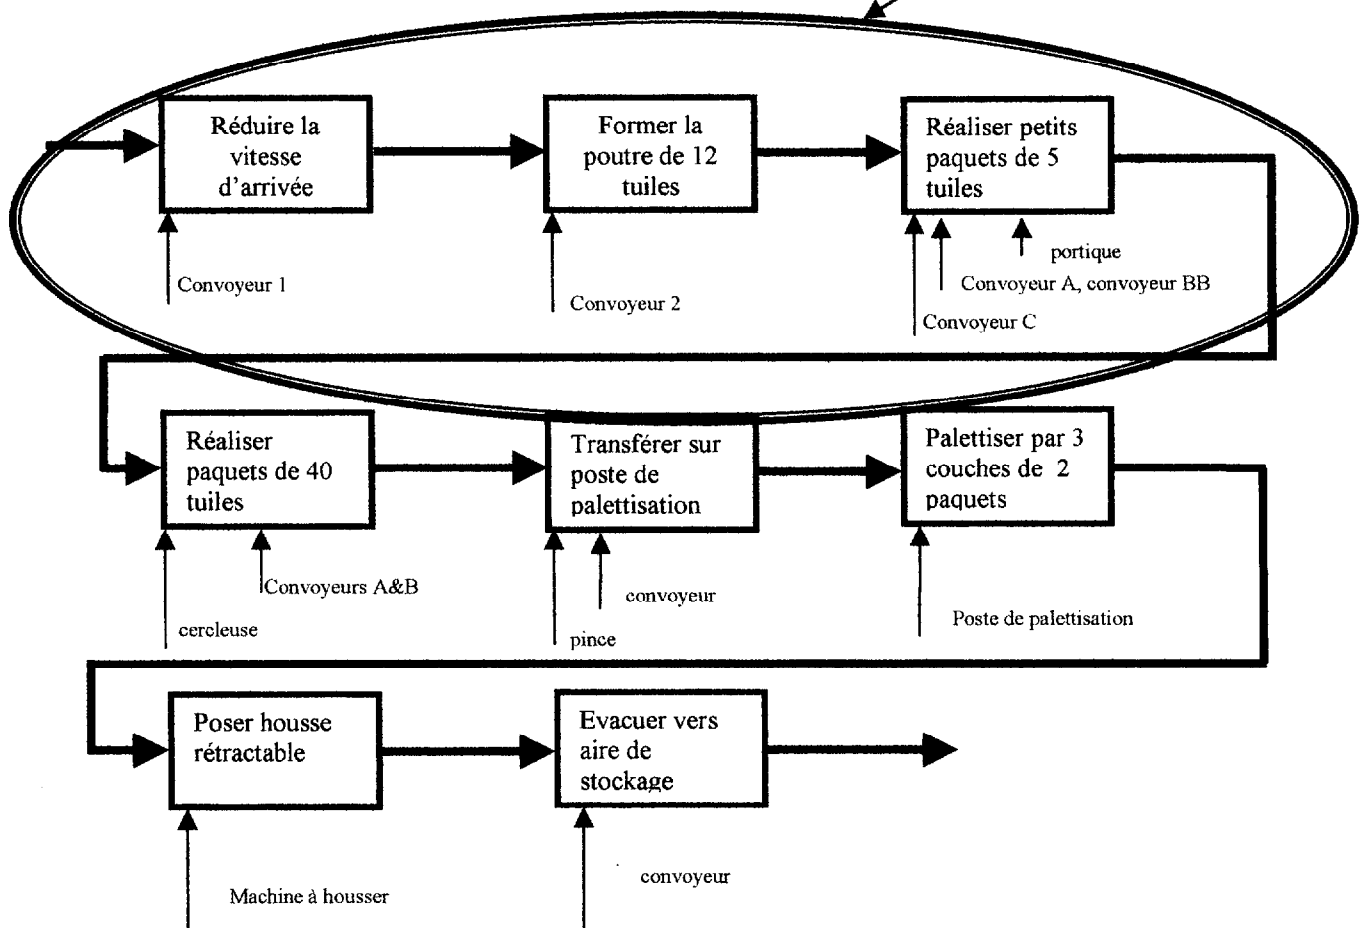 Réduire la
vitesse
d'arrivée
Former la
poutre de 12
tuiles
Réaliser petits
paquets de 5
tuiles
Convoyeur 1
Convoyeur 2
portique
Convoyeur A, convoyeur BB
Convoyeur C
Réaliser
paquets de 40
tuiles
Transférer sur
poste de
palettisation
Palettiser par 3
couches de 2
paquets
Convoyeurs A&B
cercleuse
convoyeur
pince
Poste de palettisation
Poser housse
rétractable
Evacuer vers
aire de
stockage
Machine à housser
convoyeur